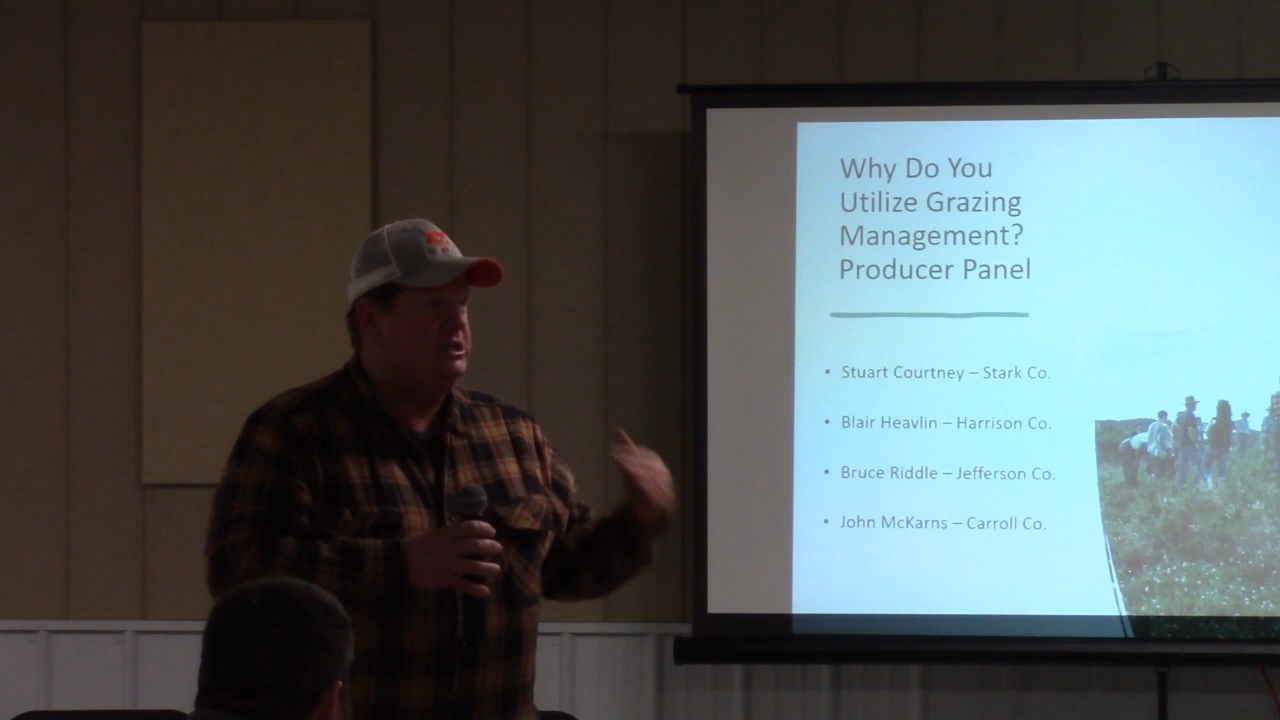 Why Do You
Utilize Grazing
Management?
Producer Panel
• Stuart Courtney – Stark Co.
• Blair Heavlin – Harrison Co.
• Bruce Riddle – Jefferson Co.
• John McKarns – Carroll Co.